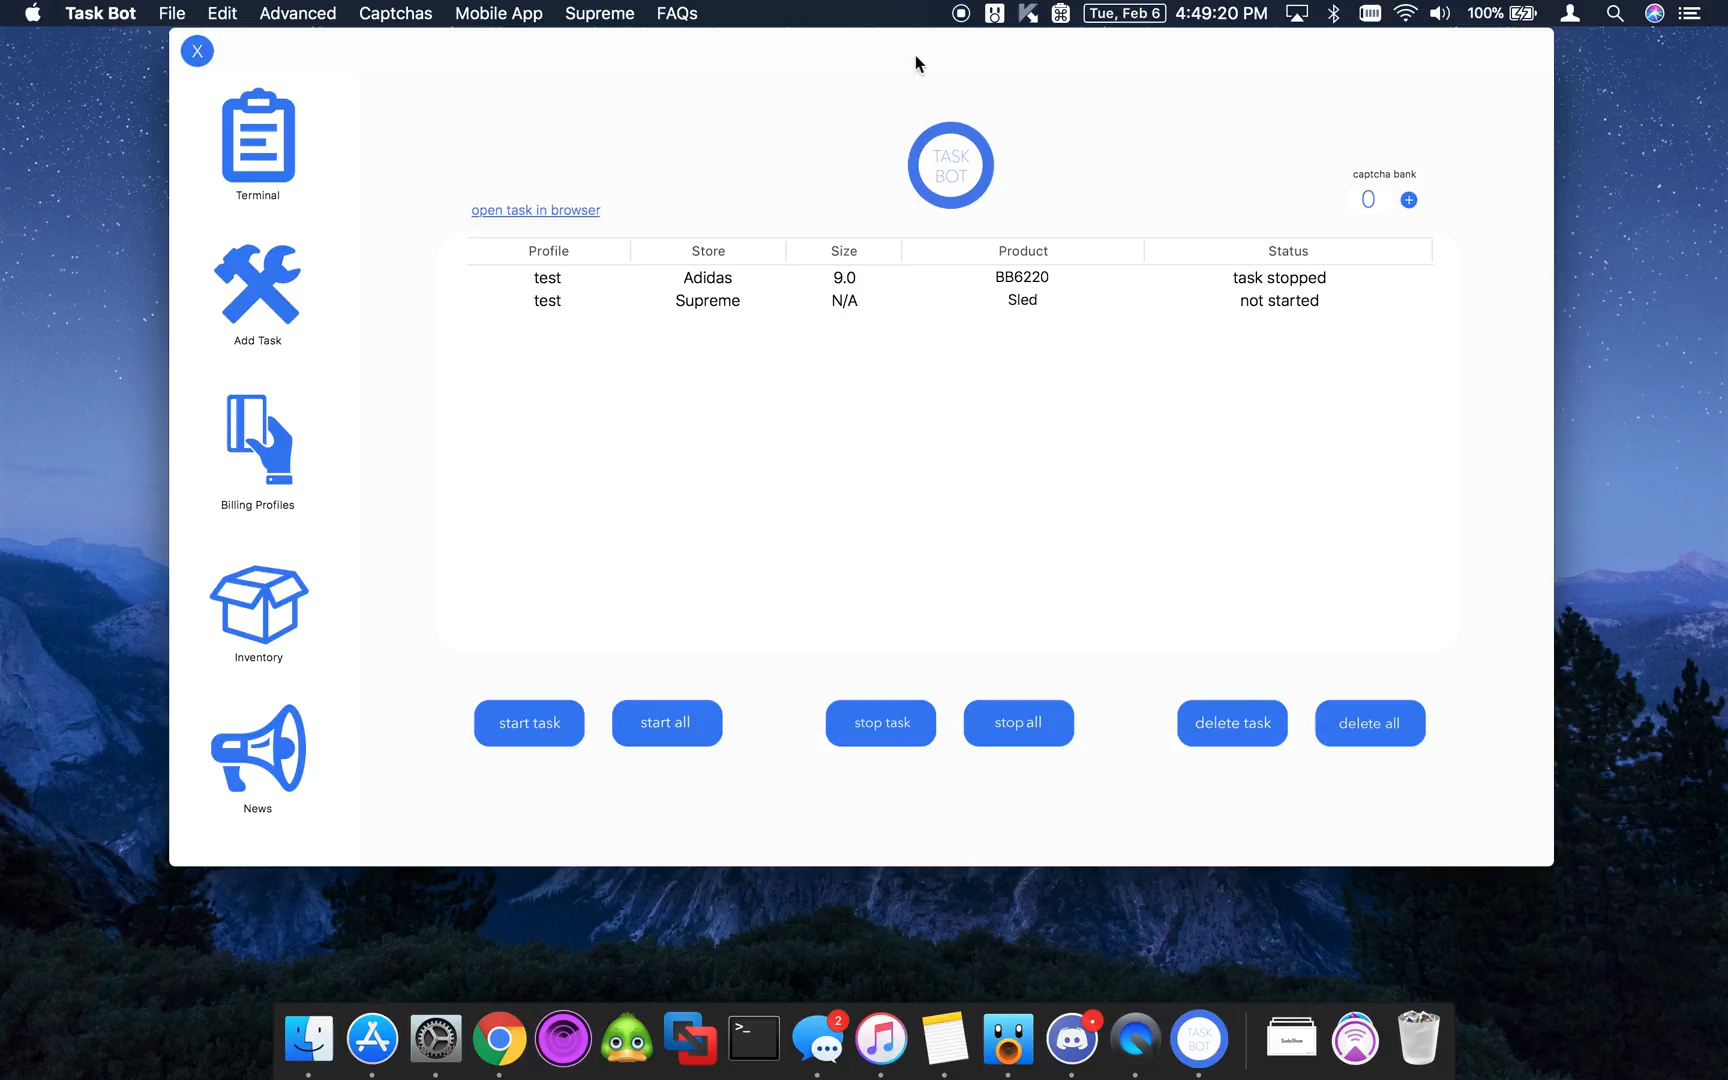 Task Bot File Edit Advanced Captchas Mobile App Supreme FAQs Tue, Feb 6 4:49:20 PM 100%
X
TASK
BOT
captcha bank
0 +
open task in browser
Terminal
Add Task
Billing Profiles
Inventory
News
Profile Store Size Product Status
test Adidas 9.0 BB6220 task stopped
test Supreme N/A Sled not started
start task start all stop task stop all delete task delete all
>_
2
TASK
BOT
SudoShoe